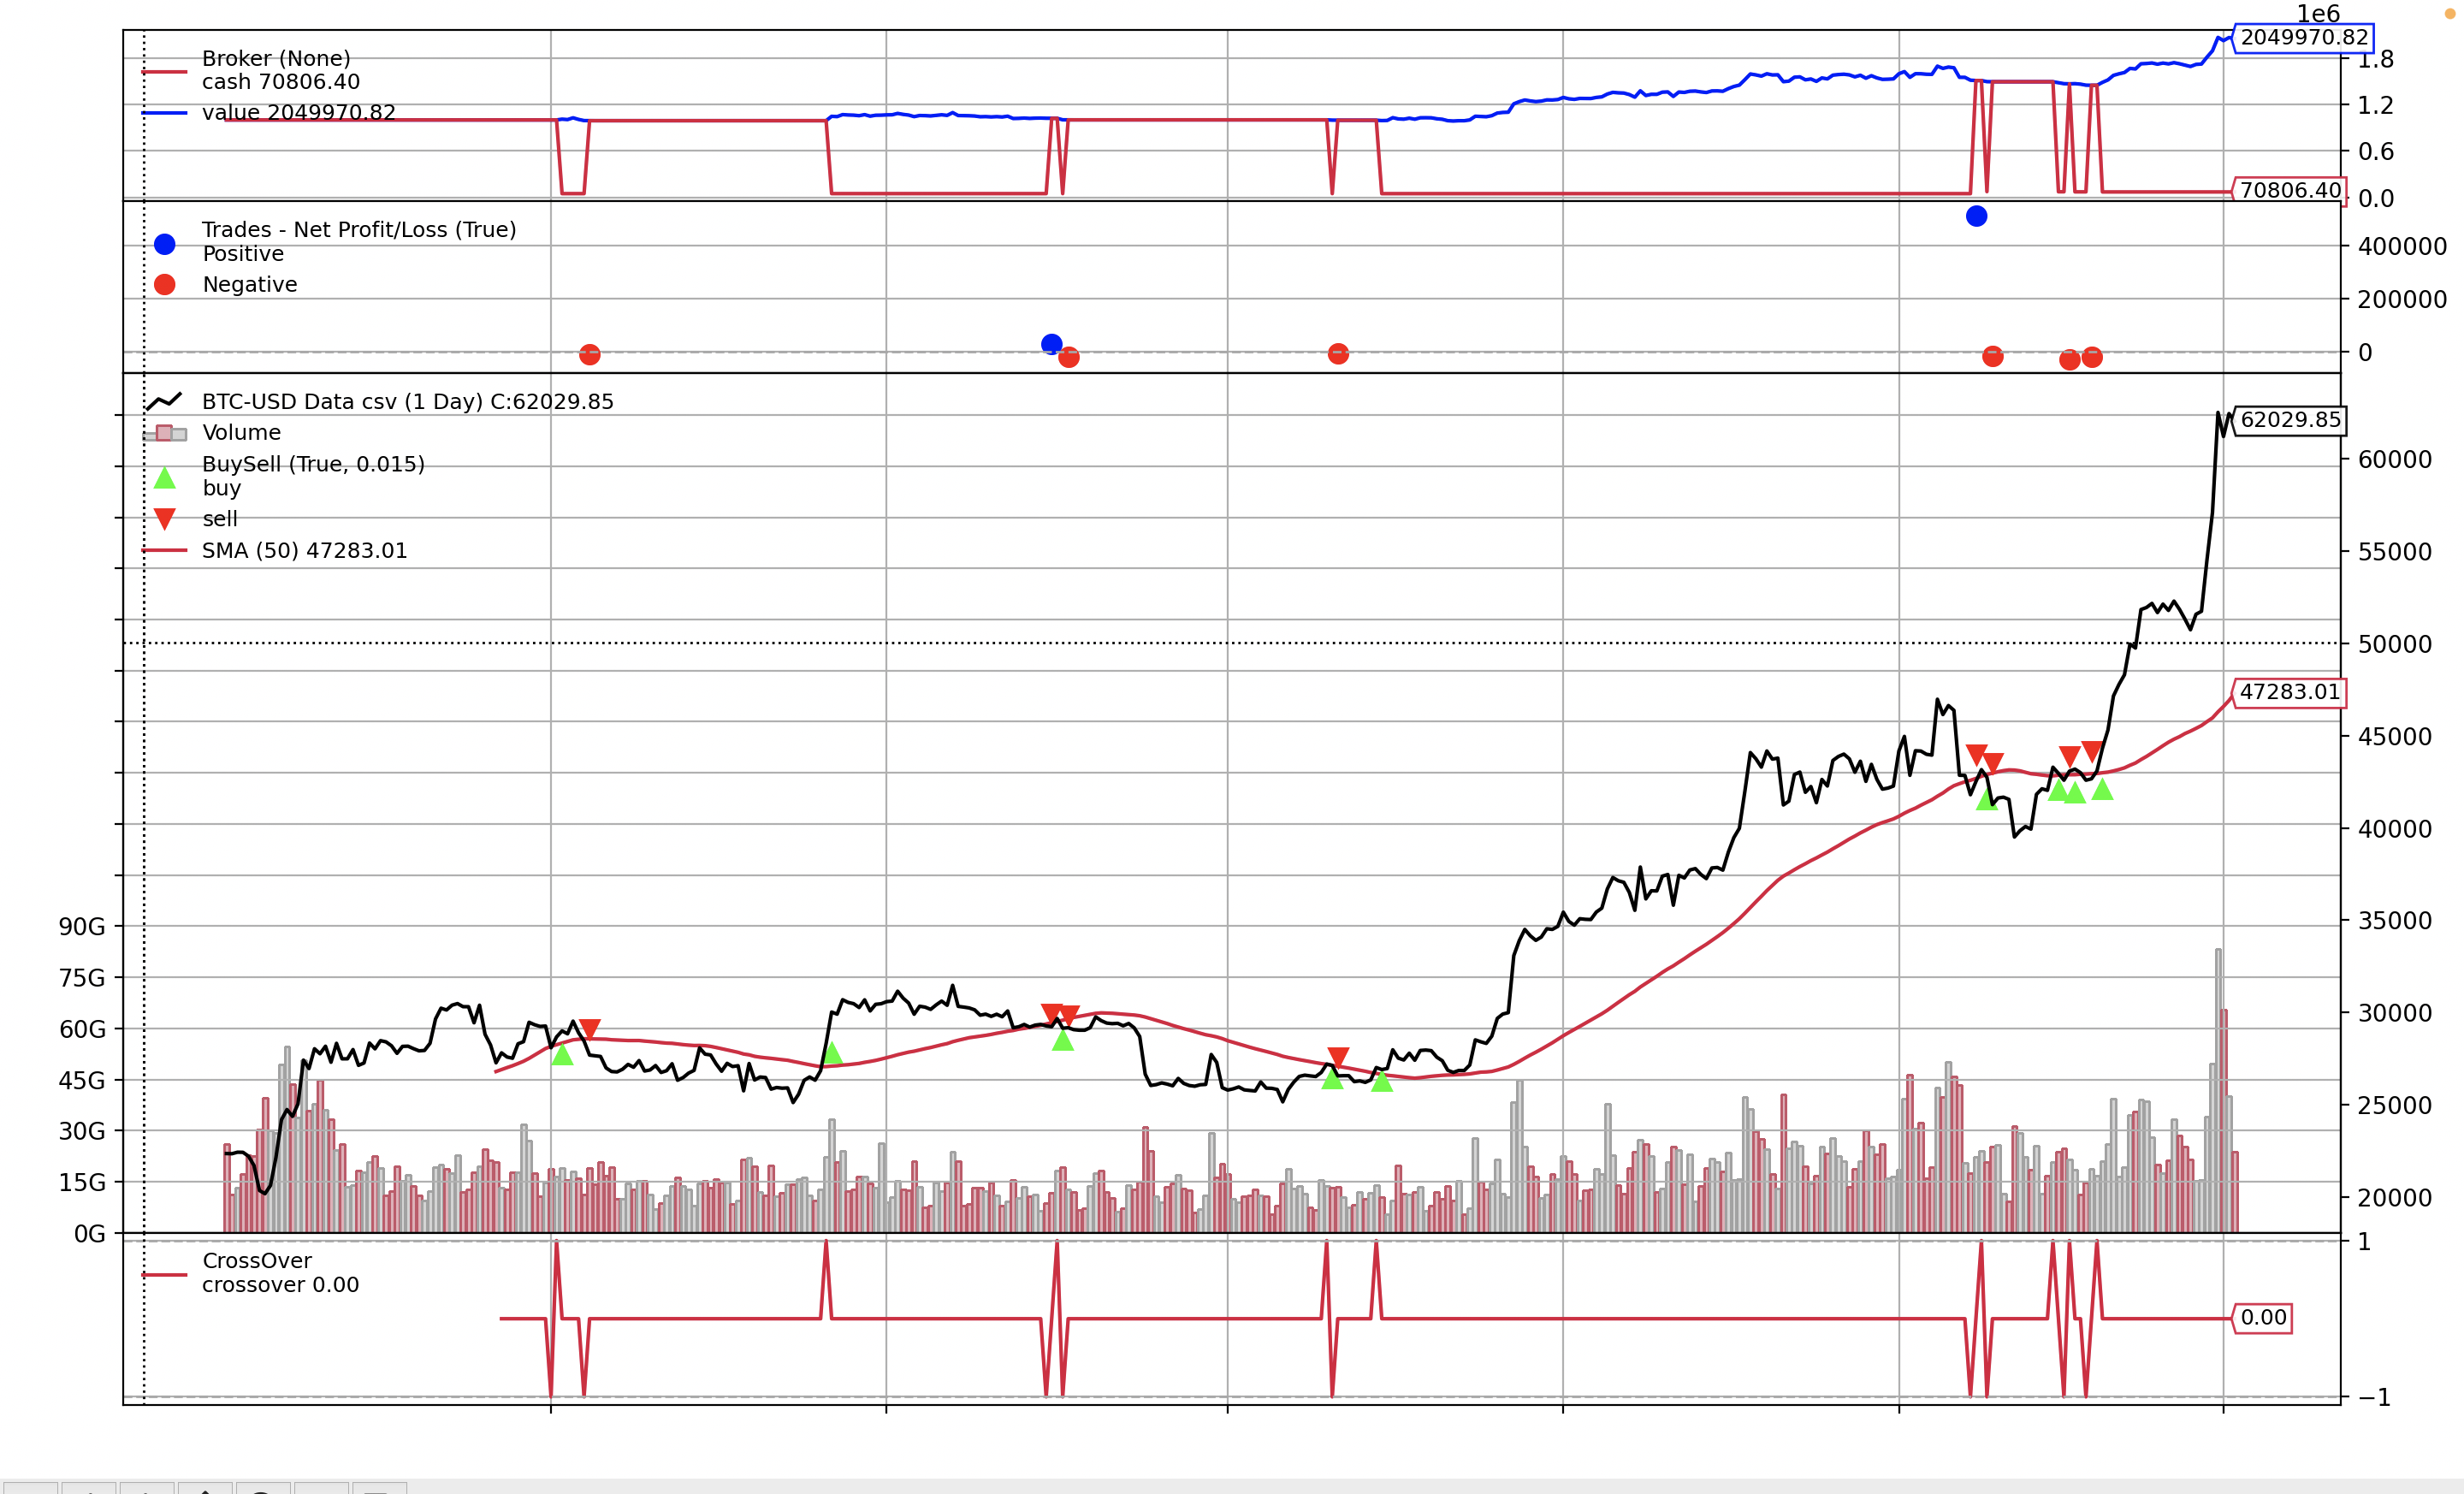 1e6
Broker (None)
cash 70806.40
value 2049970.82
2049970.82
1.8
1.2
0.6
70806.40
0.0
Trades - Net Profit/Loss (True)
Positive
Negative
400000
200000
0
BTC-USD Data csv (1 Day) C:62029.85
Volume
BuySell (True, 0.015)
buy
sell
SMA (50) 47283.01
62029.85
60000
55000
50000
47283.01
45000
40000
35000
30000
25000
20000
90G
75G
60G
45G
30G
15G
0G
CrossOver
crossover 0.00
1
0.00
−1